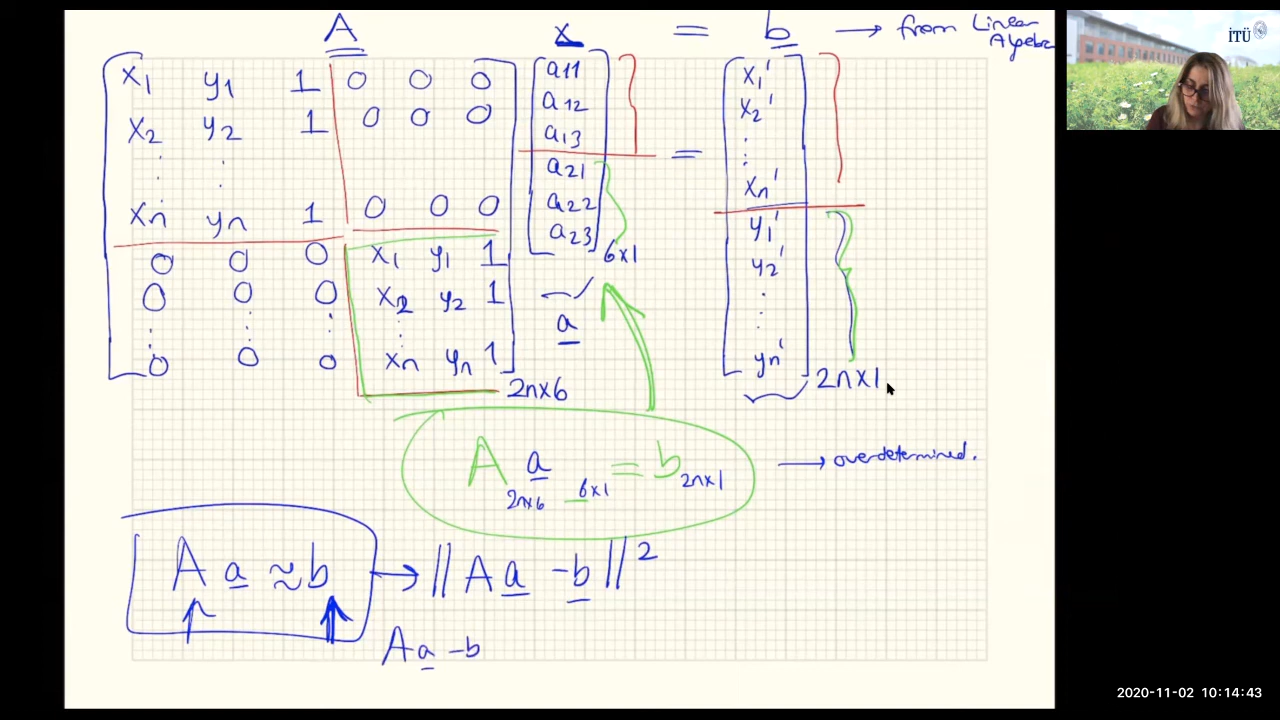 A x = b → from Linear Algebra
x1 y1 1 0 0 0 a11 x1'
x2 y2 1 0 0 0 a12 x2'
: : a13 :
xn yn 1 0 0 0 a21 = xn'
0 0 0 x1 y1 1 a22 y1'
0 0 0 x2 y2 1 a23 6x1 y2'
: : : : a :
0 0 0 xn yn 1 yn'
2nx6 2nx1
A a = b → overdetermined.
2nx6 6x1 2nx1
A a ≈ b → ||A a - b||²
A a - b
İTÜ
2020-11-02 10:14:43